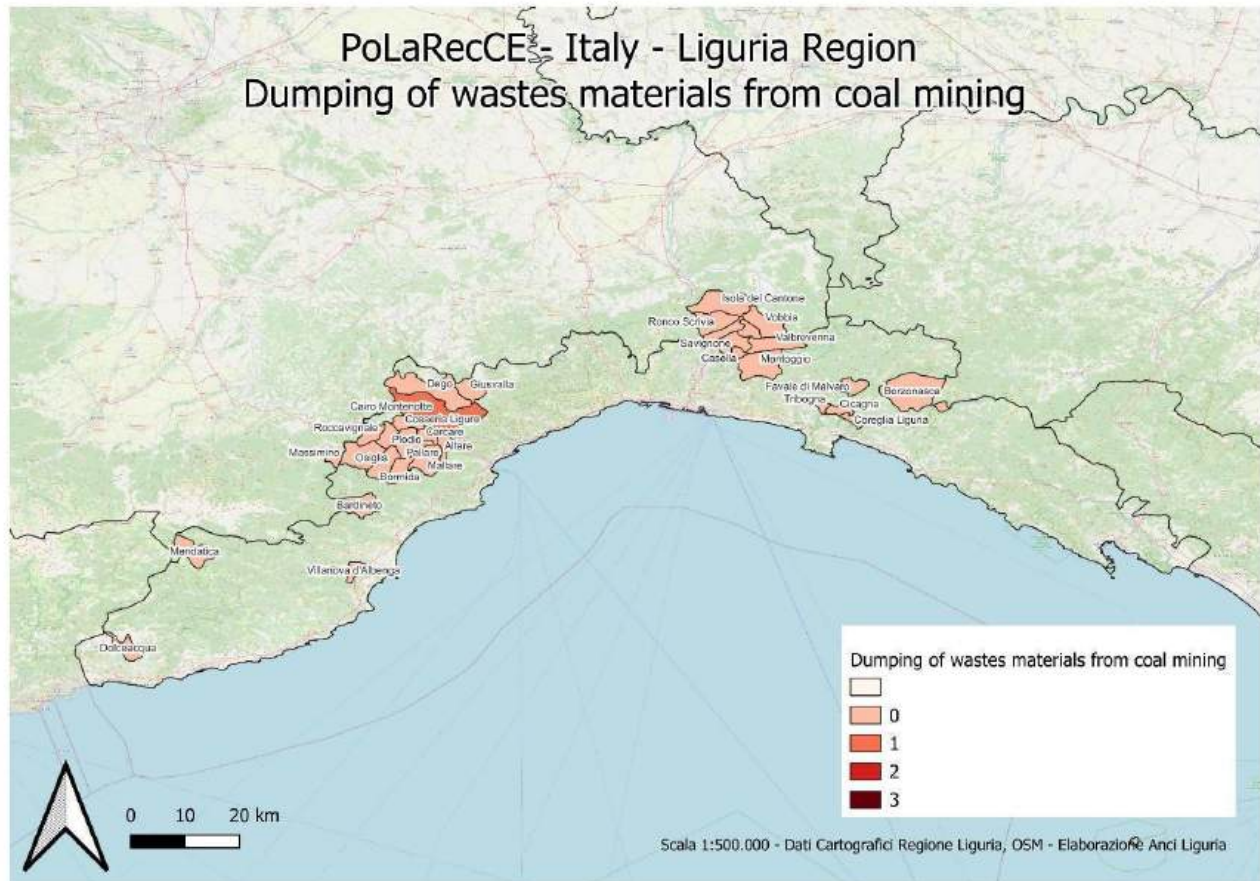 PoLaRecCE - Italy - Liguria Region
Dumping of wastes materials from coal mining
Isola del Cantone
Ronco Scrivia
Vobbia
Valbrevenna
Savignone
Casella
Montoggio
Favale di Malvaro
Borzonasca
Tribogna
Cicagna
Coreglia Ligure
Dego
Giusvalla
Cairo Montenotte
Cosseria Ligure
Roccavignale
Carcare
Plodio
Altare
Massimino
Osiglia
Pallare
Mallare
Bormida
Bardineto
Mendatica
Villanova d'Albenga
Dolceacqua
Dumping of wastes materials from coal mining
0
1
2
3
0 10 20 km
Scala 1:500.000 - Dati Cartografici Regione Liguria, OSM - Elaborazione Anci Liguria